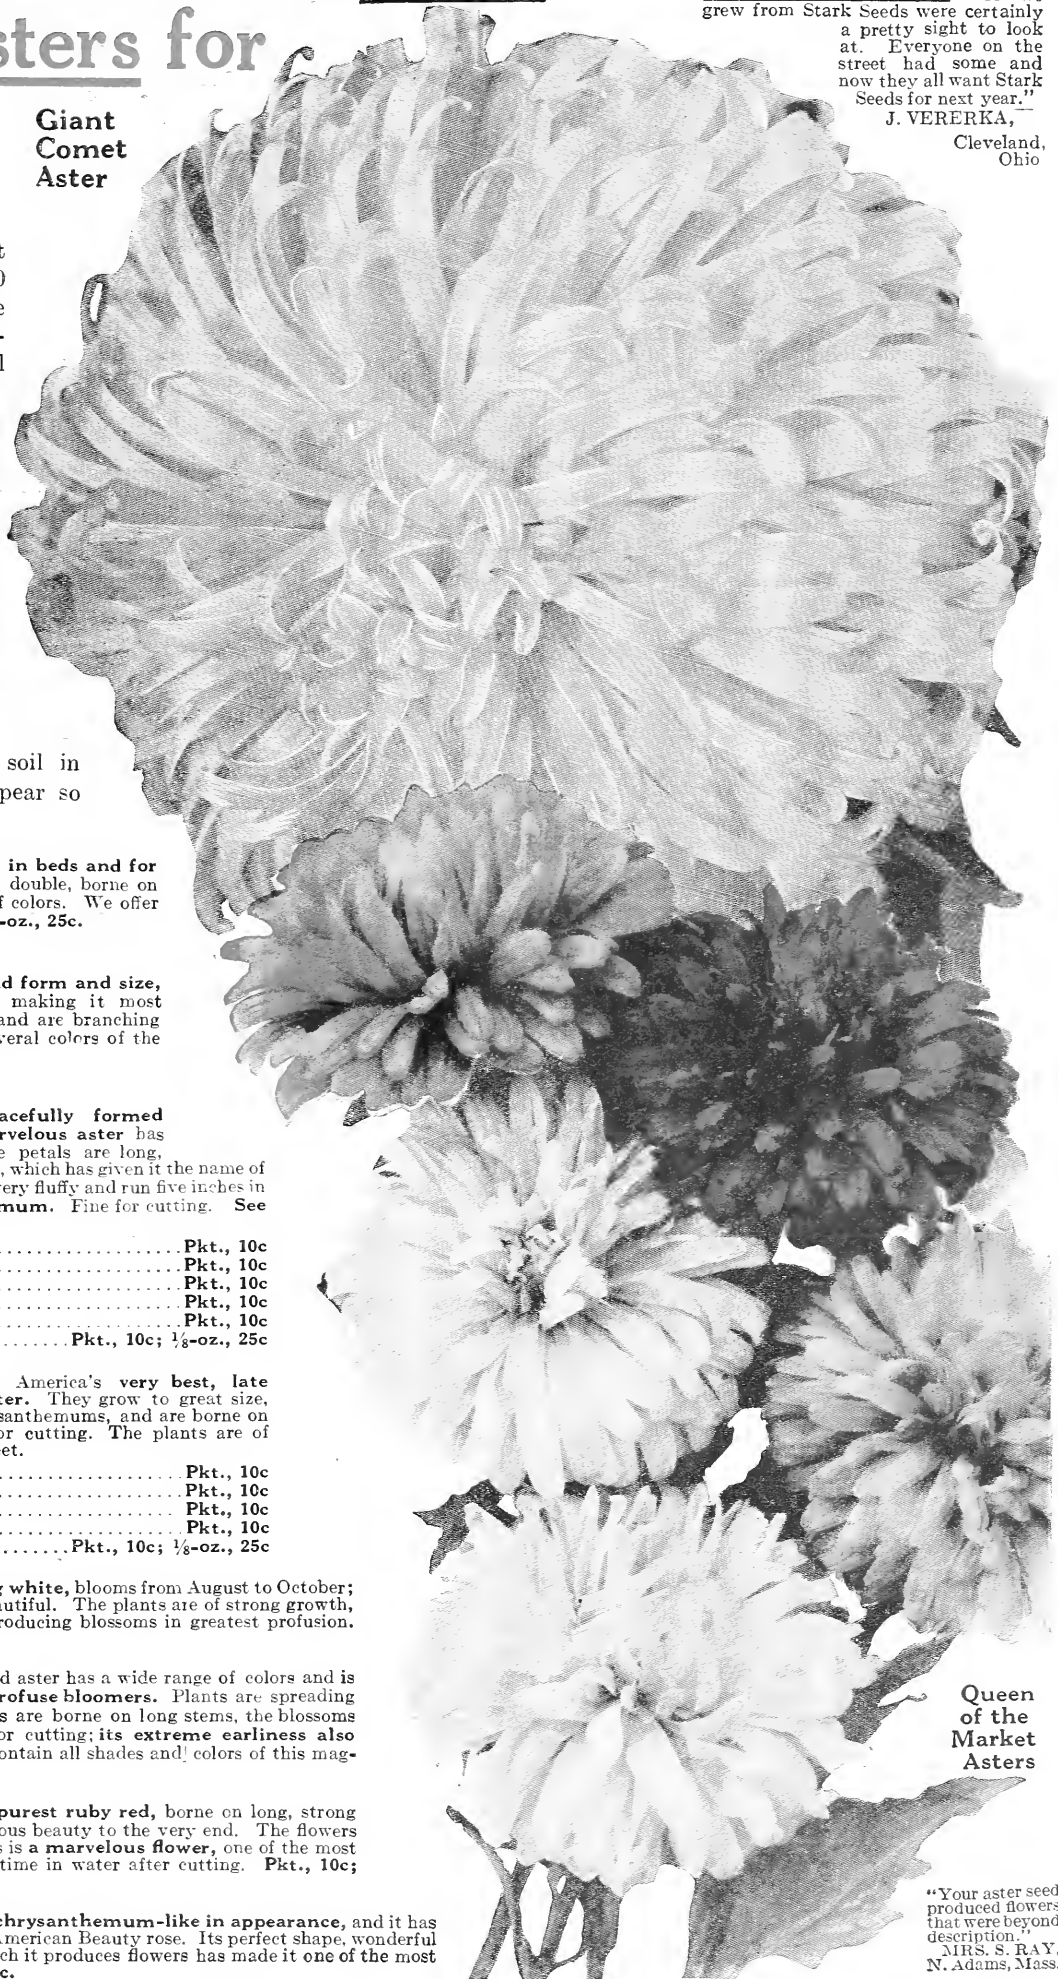 sters for
grew from Stark Seeds were certainly
a pretty sight to look
at. Everyone on the
street had some and
now they all want Stark
Seeds for next year."
J. VERERKA,
Cleveland,
Ohio
Giant
Comet
Aster
t
0
e
-
l
soil in
pear so
in beds and for
double, borne on
f colors. We offer
-oz., 25c.
d form and size,
making it most
and are branching
veral colors of the
acefully formed
rvelous aster has
e petals are long,
, which has given it the name of
very fluffy and run five inches in
mum. Fine for cutting. See
Pkt., 10c
Pkt., 10c
Pkt., 10c
Pkt., 10c
Pkt., 10c
Pkt., 10c; ⅛-oz., 25c
America's very best, late
ter. They grow to great size,
santhemums, and are borne on
or cutting. The plants are of
et.
Pkt., 10c
Pkt., 10c
Pkt., 10c
Pkt., 10c
Pkt., 10c; ⅛-oz., 25c
g white, blooms from August to October;
autiful. The plants are of strong growth,
roducing blossoms in greatest profusion.
d aster has a wide range of colors and is
rofuse bloomers. Plants are spreading
s are borne on long stems, the blossoms
or cutting; its extreme earliness also
ontain all shades and colors of this mag-
Queen
of the
Market
Asters
purest ruby red, borne on long, strong
ous beauty to the very end. The flowers
s is a marvelous flower, one of the most
time in water after cutting. Pkt., 10c;
chrysanthemum-like in appearance, and it has
American Beauty rose. Its perfect shape, wonderful
ch it produces flowers has made it one of the most
c.
"Your aster seed
produced flowers
that were beyond
description."
MRS. S. RAY,
N. Adams, Mass.